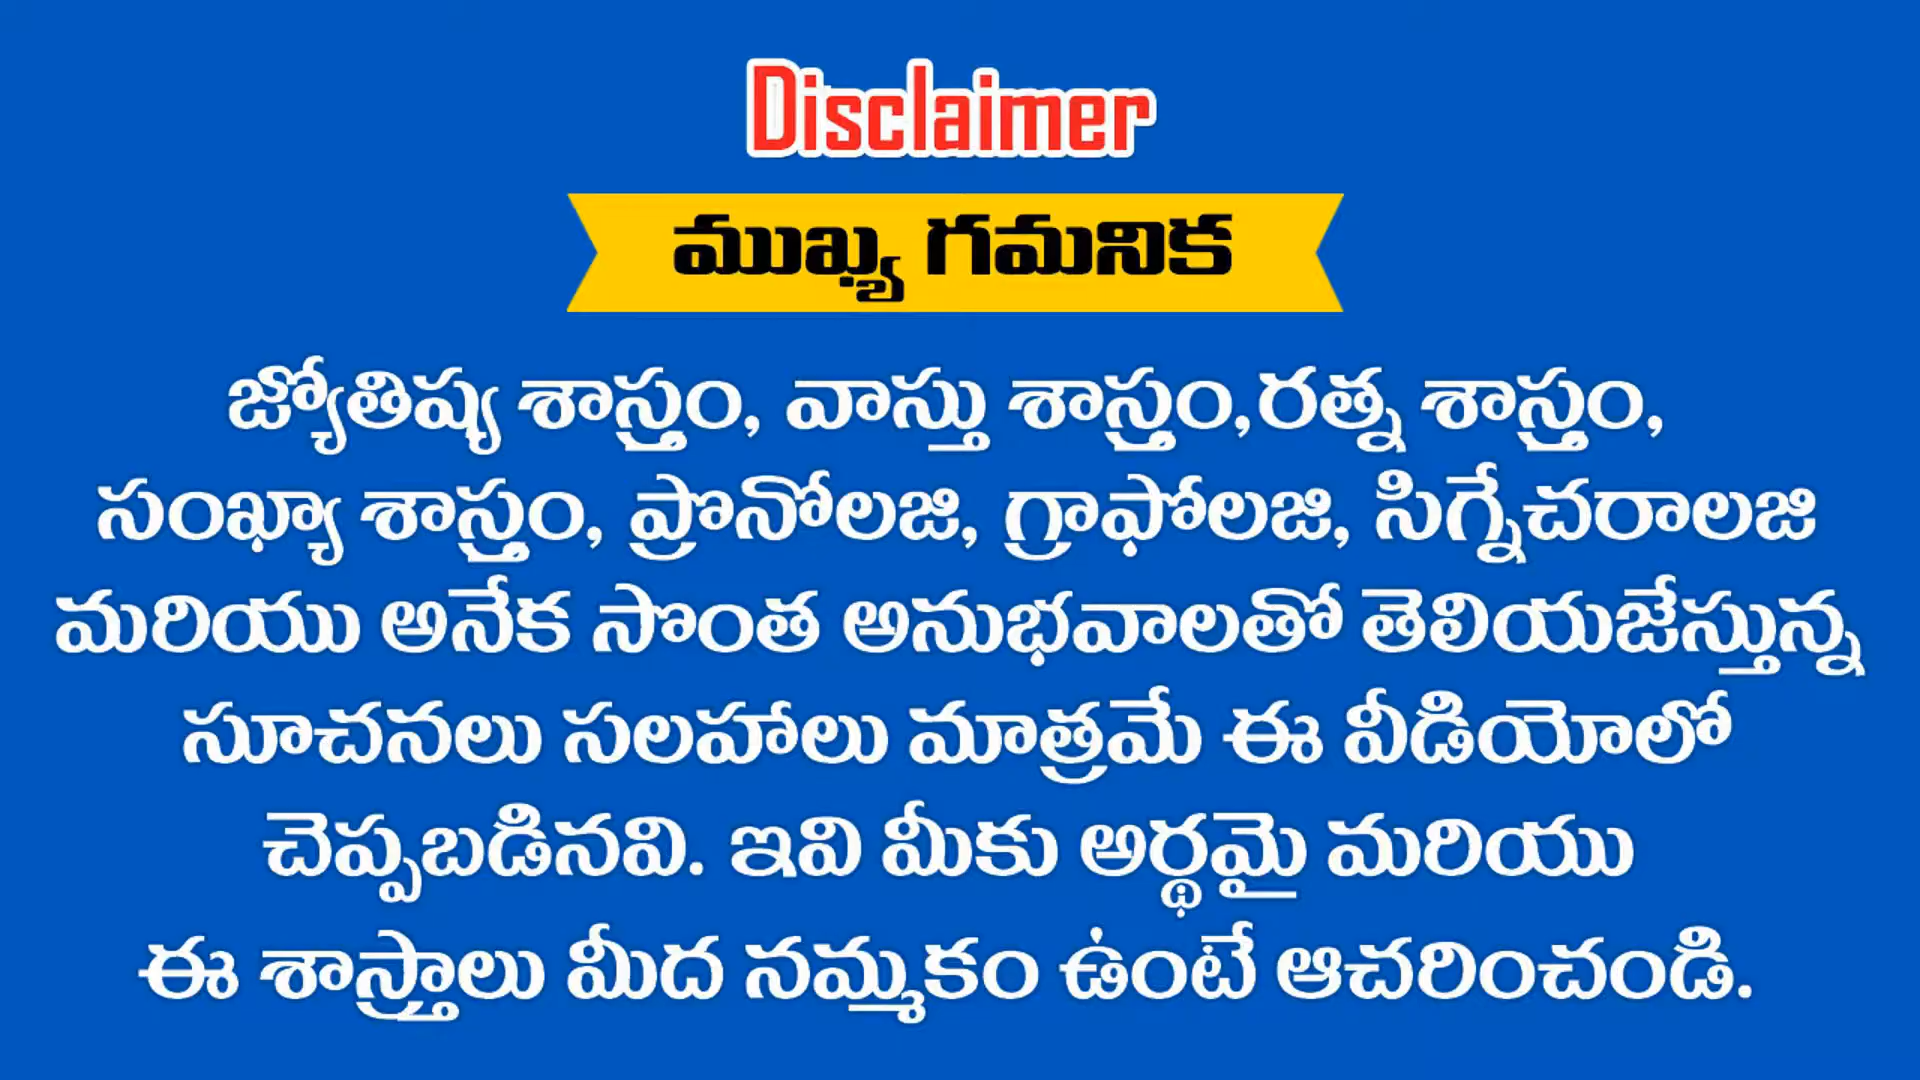 Disclaimer
ముఖ్య గమనిక
జ్యోతిష్య శాస్త్రం, వాస్తు శాస్త్రం,రత్న శాస్త్రం,
సంఖ్యా శాస్త్రం, ప్రొనోలజి, గ్రాఫోలజి, సిగ్నేచరాలజి
మరియు అనేక సొంత అనుభవాలతో తెలియజేస్తున్న
సూచనలు సలహాలు మాత్రమే ఈ వీడియోలో
చెప్పబడినవి. ఇవి మీకు అర్థమై మరియు
ఈ శాస్త్రాలు మీద నమ్మకం ఉంటే ఆచరించండి.